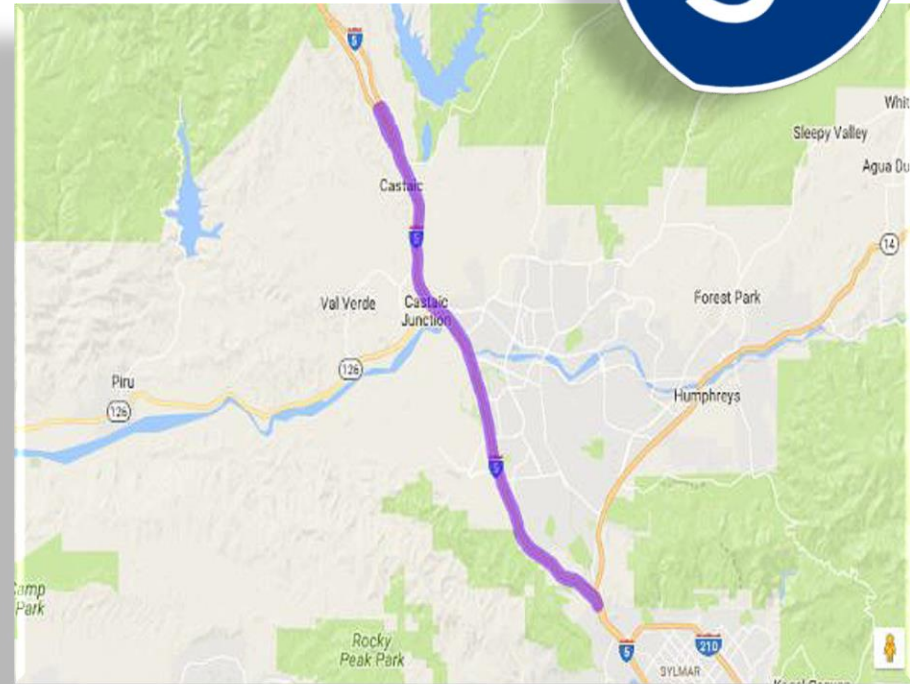 5
Whit
Sleepy Valley
Agua Du
Castaic
5
14
Val Verde
Castaic
Junction
Forest Park
126
Piru
126
Humphreys
5
amp
Park
Rocky
Peak Park
5
210
SYLMAR